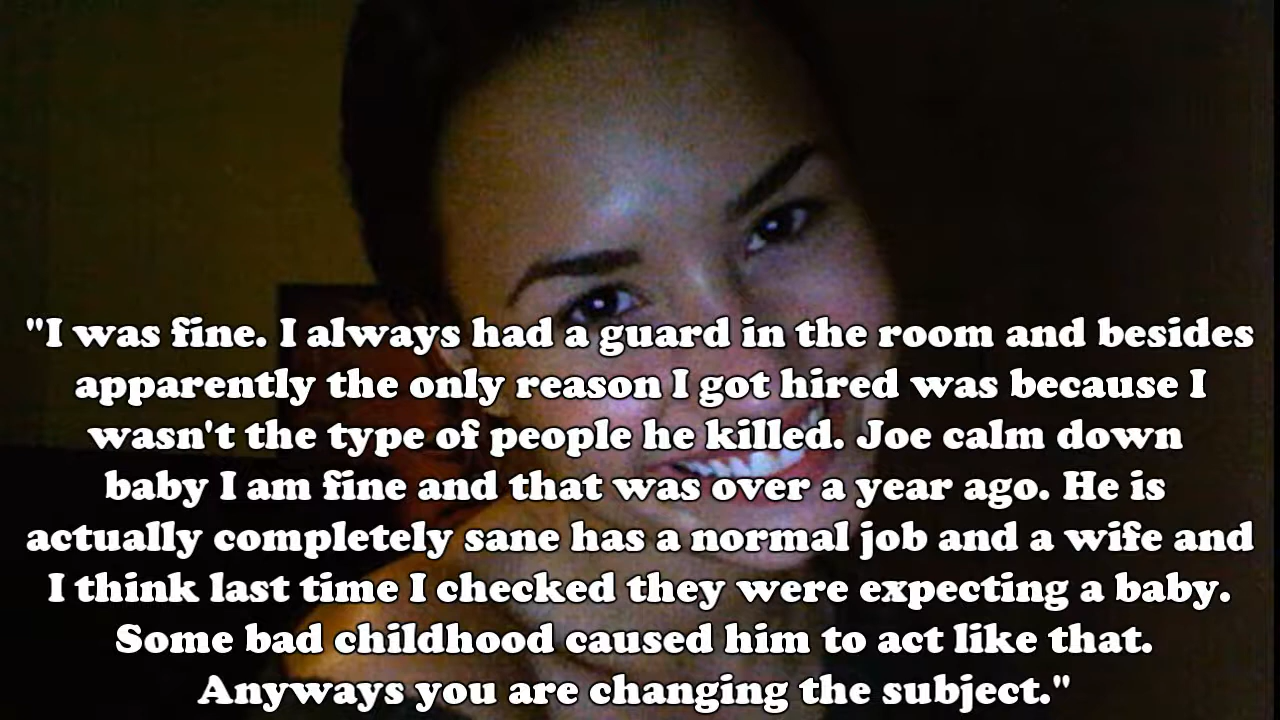 "I was fine. I always had a guard in the room and besides
apparently the only reason I got hired was because I
wasn't the type of people he killed. Joe calm down
baby I am fine and that was over a year ago. He is
actually completely sane has a normal job and a wife and
I think last time I checked they were expecting a baby.
Some bad childhood caused him to act like that.
Anyways you are changing the subject."